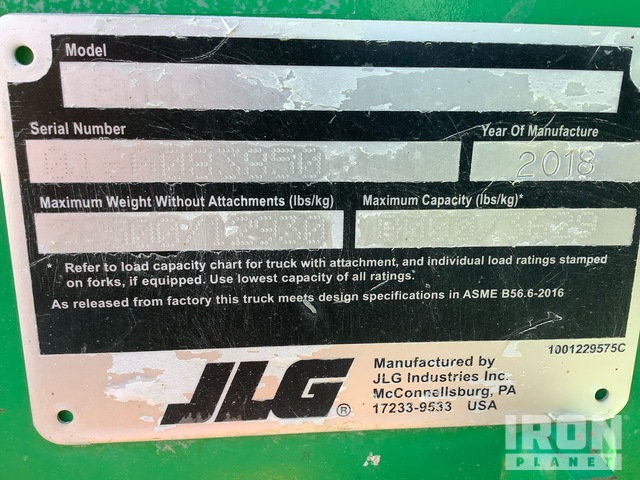 Model
Serial Number
Year Of Manufacture
2018
Maximum Weight Without Attachments (lbs/kg)
Maximum Capacity (lbs/kg)*
* Refer to load capacity chart for truck with attachment, and individual load ratings stamped
on forks, if equipped. Use lowest capacity of all ratings.
As released from factory this truck meets design specifications in ASME B56.6-2016
1001229575C
JLG®
Manufactured by
JLG Industries Inc.
McConnellsburg, PA
17233-9533 USA
IRON
PLANET